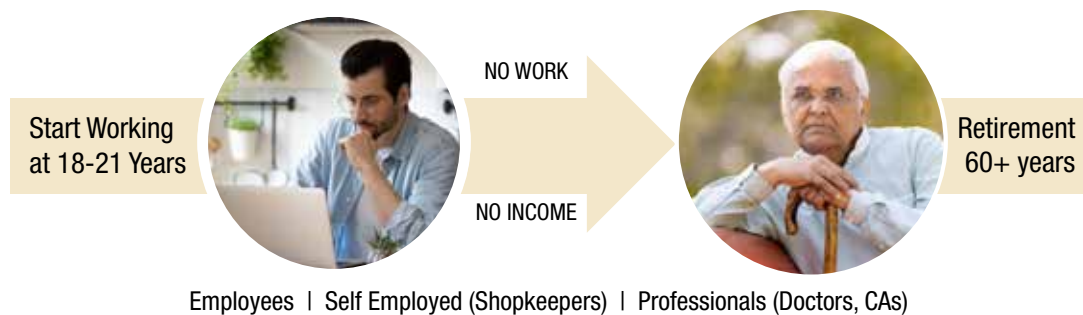 Start Working
at 18-21 Years
NO WORK
NO INCOME
Retirement
60+ years
Employees | Self Employed (Shopkeepers) | Professionals (Doctors, CAs)